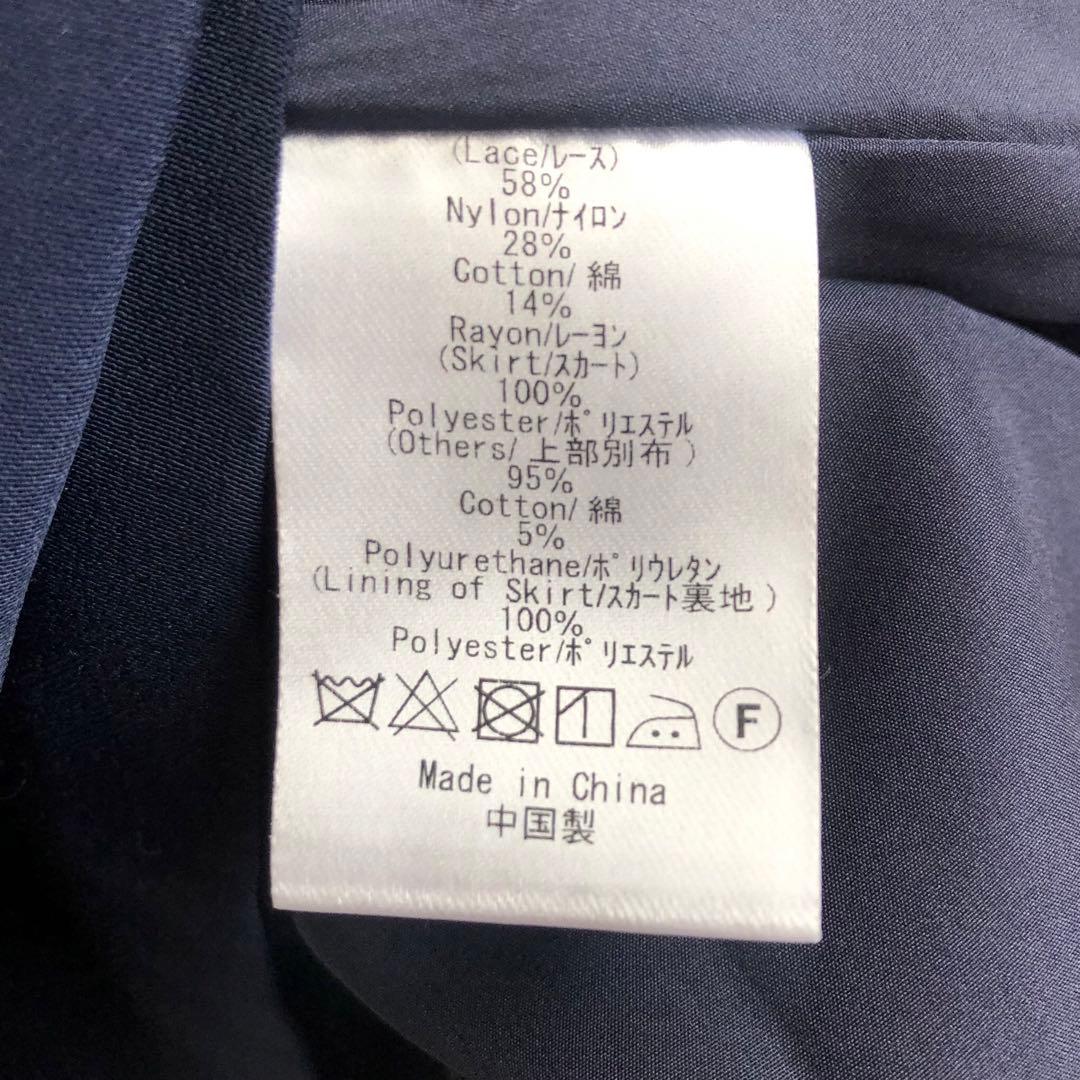 (Lace/レース)
58%
Nylon/ナイロン
28%
Cotton/ 綿
14%
Rayon/レーヨン
(Skirt/スカート)
100%
Polyester/ポリエステル
(Others/ 上部別布 )
95%
Cotton/ 綿
5%
Polyurethane/ポリウレタン
(Lining of Skirt/スカート裏地 )
100%
Polyester/ポリエステル
F
Made in China
中国製